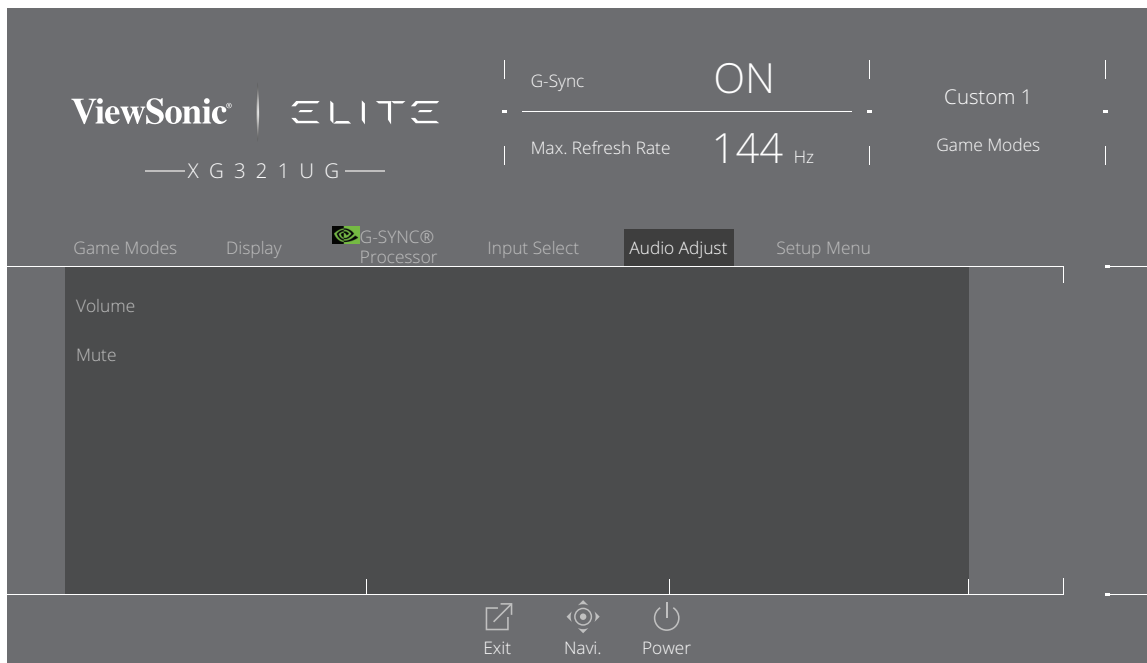 ViewSonic® ELITE
XG321UG
G-Sync ON
Max. Refresh Rate 144 Hz
Custom 1
Game Modes
Game Modes
Display
G-SYNC®
Processor
Input Select
Audio Adjust
Setup Menu
Volume
Mute
Exit
Navi.
Power